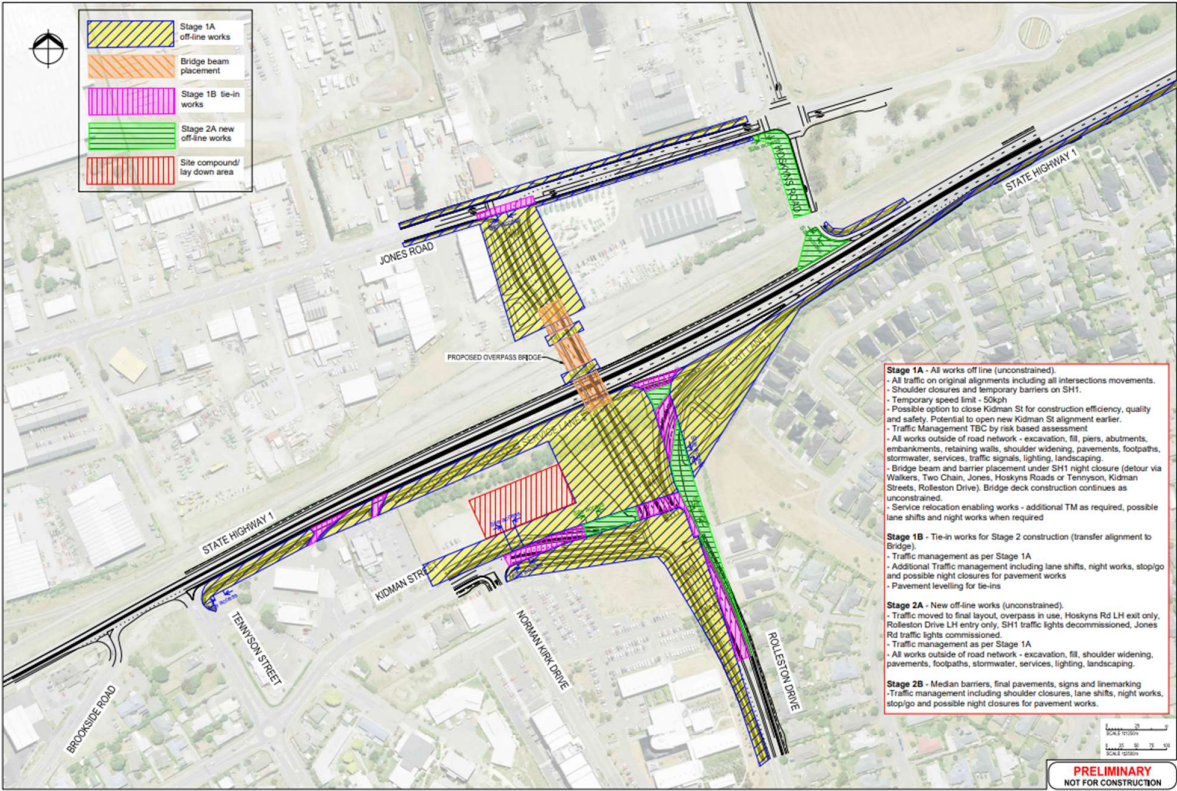 Stage 1A
off-line works
Bridge beam
placement
Stage 1B tie-in
works
Stage 2A new
off-line works
Site compound/
lay down area
STATE HIGHWAY 1
JONES ROAD
PROPOSED OVERPASS BRIDGE
STATE HIGHWAY 1
KIDMAN STRE
TENNYSON STREET
NORMAN KIRK DRIVE
ROLLESTON DRIVE
BROOKSIDE ROAD
Stage 1A - All works off line (unconstrained).
- All traffic on original alignments including all intersections movements.
- Shoulder closures and temporary barriers on SH1.
- Temporary speed limit - 50kph
- Possible option to close Kidman St for construction efficiency, quality
and safety. Potential to open new Kidman St alignment earlier.
- Traffic Management TBC by risk based assessment
- All works outside of road network - excavation, fill, piers, abutments,
embankments, retaining walls, shoulder widening, pavements, footpaths,
stormwater, services, traffic signals, lighting, landscaping.
- Bridge beam and barrier placement under SH1 night closure (detour via
Walkers, Two Chain, Jones, Hoskyns Roads or Tennyson, Kidman
Streets, Rolleston Drive). Bridge deck construction continues as
unconstrained.
- Service relocation enabling works - additional TM as required, possible
lane shifts and night works when required
Stage 1B - Tie-in works for Stage 2 construction (transfer alignment to
Bridge).
- Traffic management as per Stage 1A
- Additional Traffic management including lane shifts, night works, stop/go
and possible night closures for pavement works
- Pavement levelling for tie-ins
Stage 2A - New off-line works (unconstrained).
- Traffic moved to final layout, overpass in use, Hoskyns Rd LH exit only,
Rolleston Drive LH entry only, SH1 traffic lights decommissioned, Jones
Rd traffic lights commissioned.
- Traffic management as per Stage 1A
- All works outside of road network - excavation, fill, shoulder widening,
pavements, footpaths, stormwater, services, lighting, landscaping.
Stage 2B - Median barriers, final pavements, signs and linemarking
-Traffic management including shoulder closures, lane shifts, night works,
stop/go and possible night closures for pavement works.
PRELIMINARY
NOT FOR CONSTRUCTION